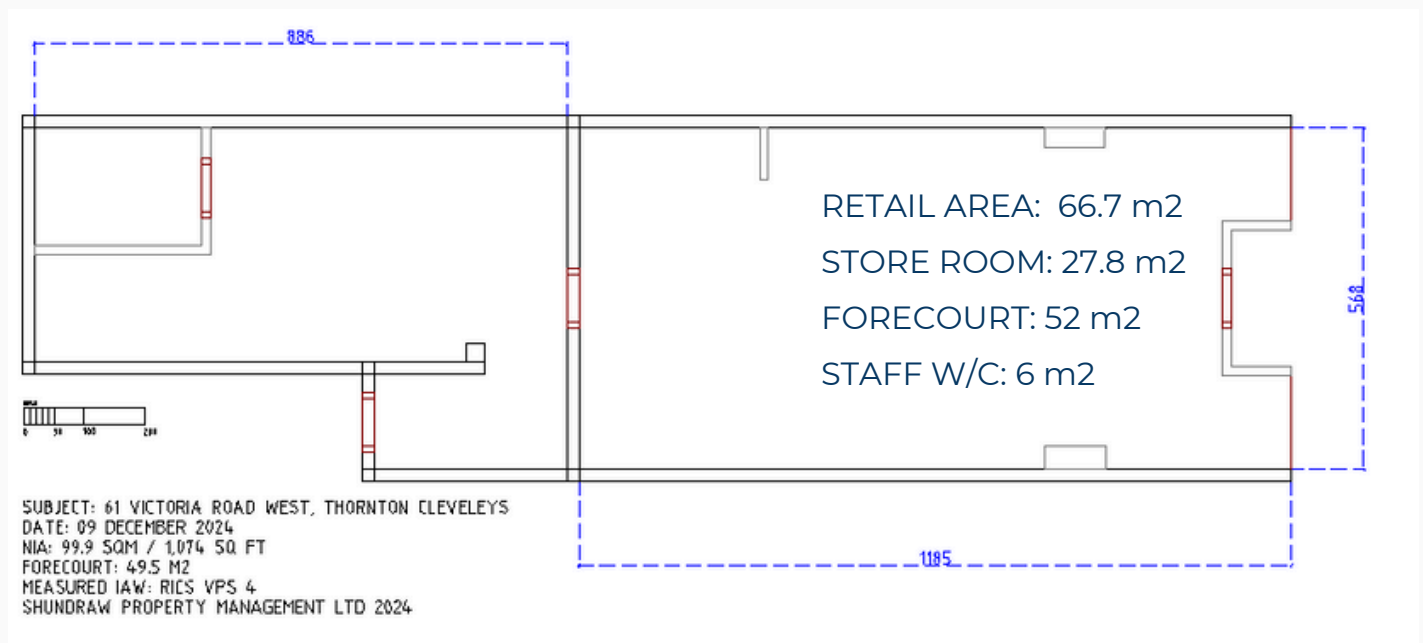 886
RETAIL AREA: 66.7 m2
STORE ROOM: 27.8 m2
568
FORECOURT: 52 m2
STAFF W/C: 6 m2
0 50 100 200
SUBJECT: 61 VICTORIA ROAD WEST, THORNTON CLEVELEYS
DATE: 09 DECEMBER 2024
NIA: 99.9 SQM / 1,074 SQ FT
FORECOURT: 49.5 M2
MEASURED IAW: RICS VPS 4
SHUNDRAW PROPERTY MANAGEMENT LTD 2024
1185